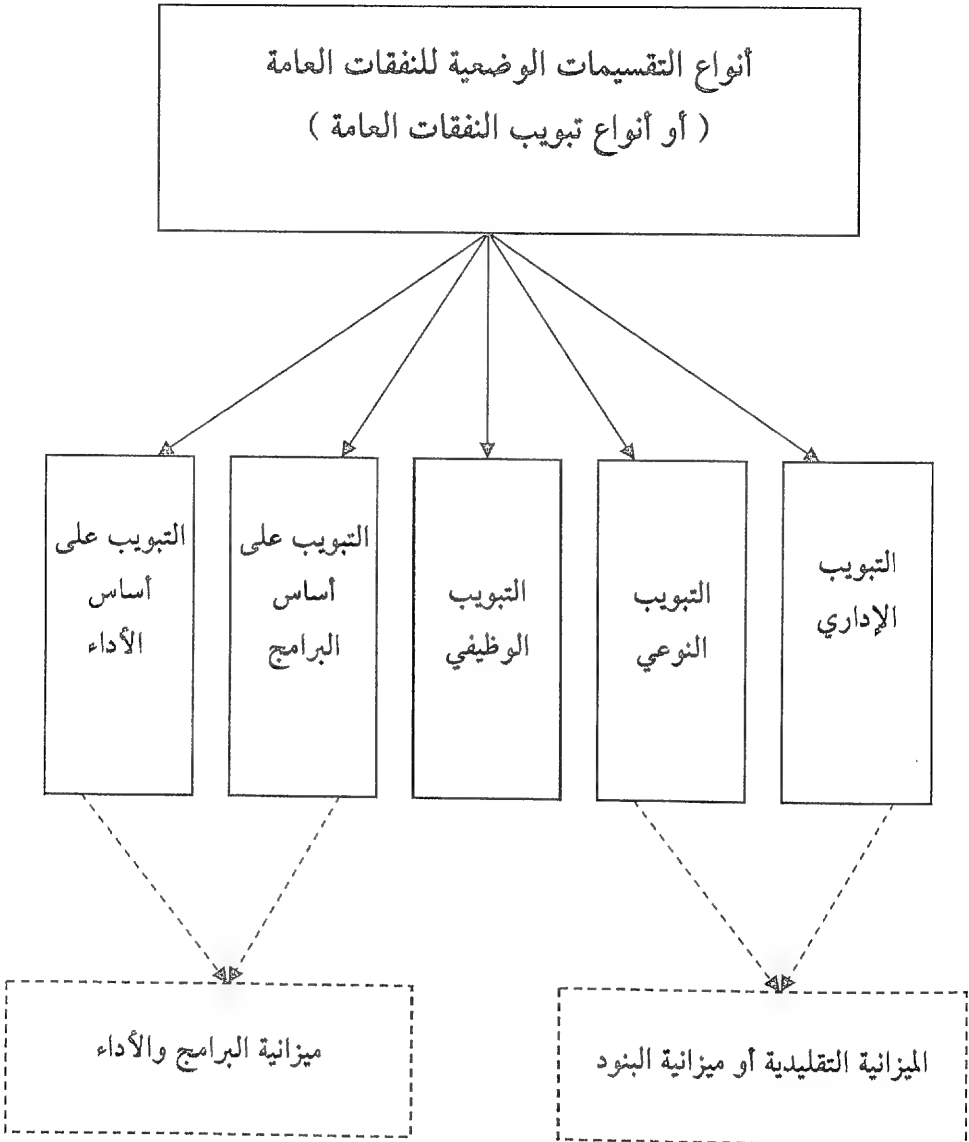 أنواع التقسيمات الوضعية للنفقات العامة
( أو أنواع تبويب النفقات العامة )
التبويب
الإداري
التبويب
النوعي
التبويب
الوظيفي
التبويب على
أساس
البرامج
التبويب على
أساس
الأداء
الميزانية التقليدية أو ميزانية البنود
ميزانية البرامج والأداء